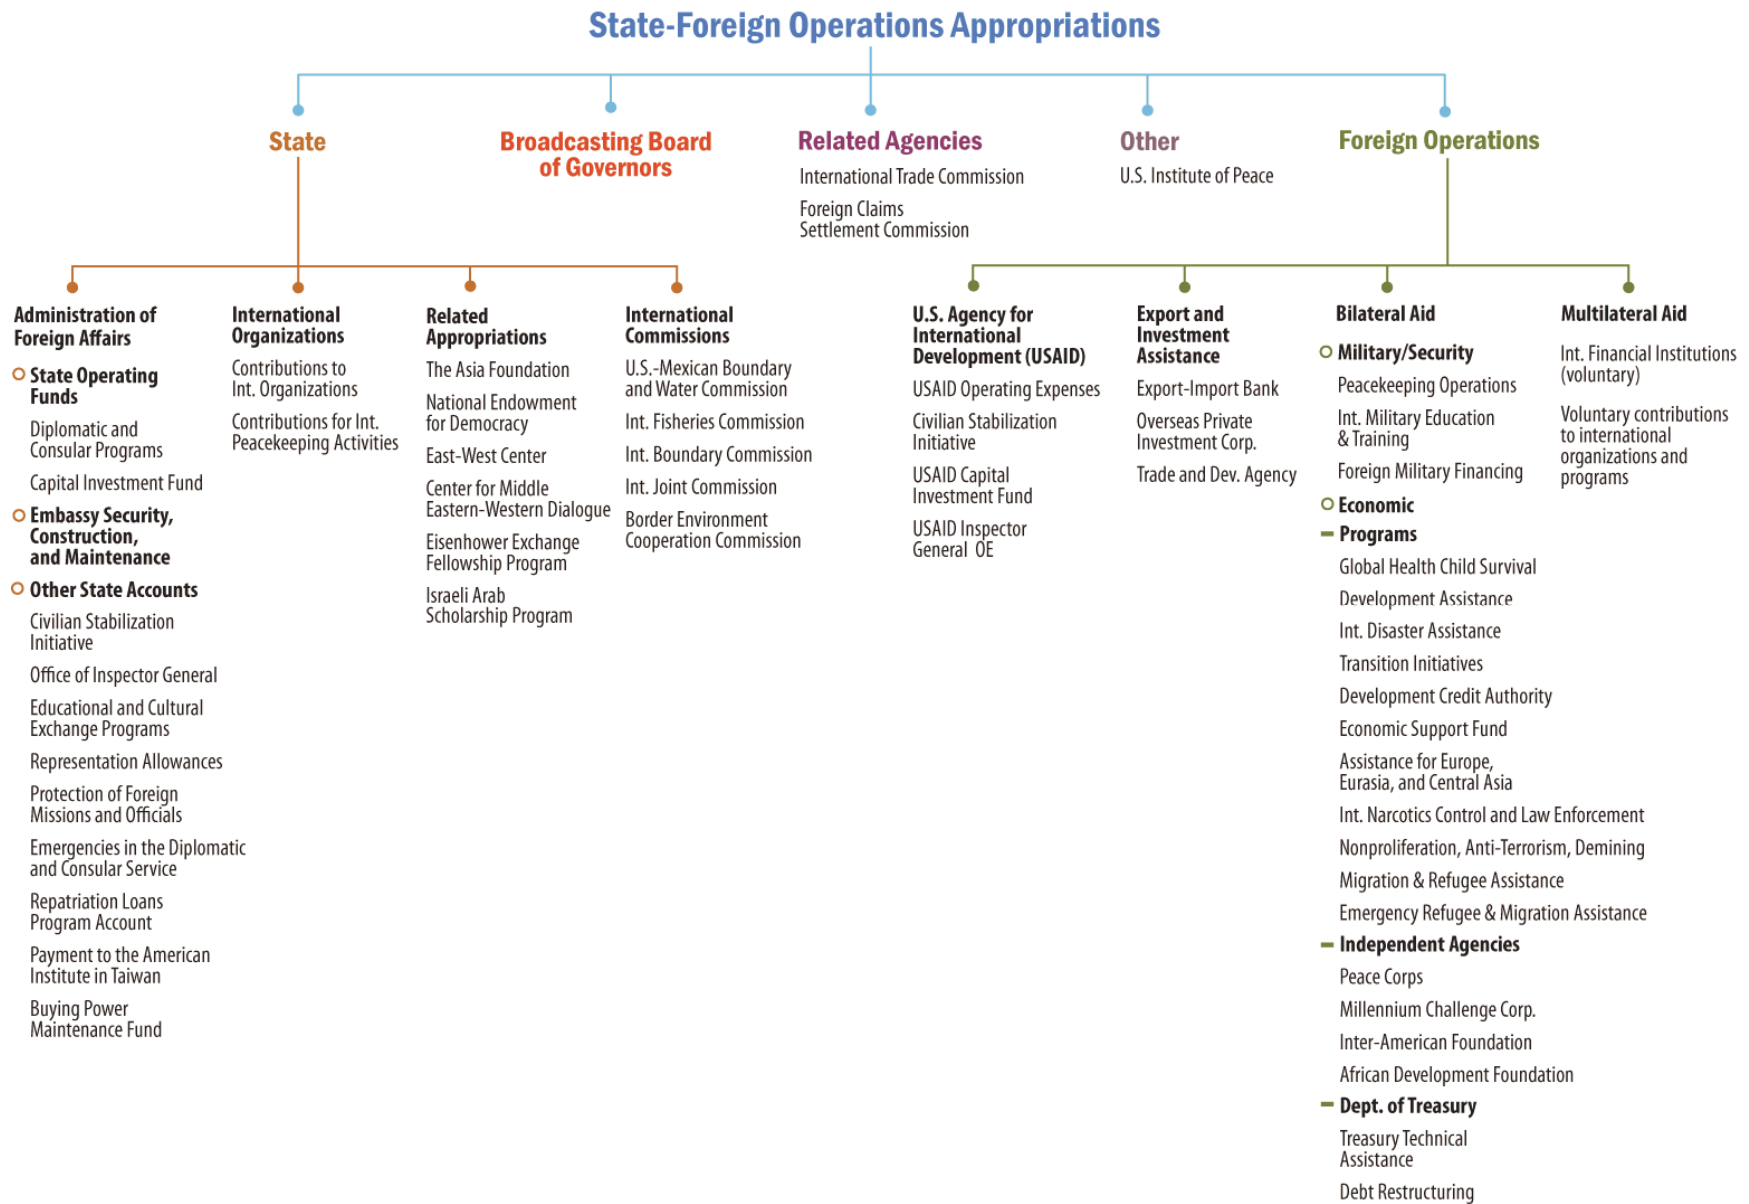 State-Foreign Operations Appropriations
State
Broadcasting Board
of Governors
Related Agencies
International Trade Commission
Foreign Claims
Settlement Commission
Other
U.S. Institute of Peace
Foreign Operations
Administration of
Foreign Affairs
State Operating
Funds
Diplomatic and
Consular Programs
Capital Investment Fund
Embassy Security,
Construction,
and Maintenance
Other State Accounts
Civilian Stabilization
Initiative
Office of Inspector General
Educational and Cultural
Exchange Programs
Representation Allowances
Protection of Foreign
Missions and Officials
Emergencies in the Diplomatic
and Consular Service
Repatriation Loans
Program Account
Payment to the American
Institute in Taiwan
Buying Power
Maintenance Fund
International
Organizations
Contributions to
Int. Organizations
Contributions for Int.
Peacekeeping Activities
Related
Appropriations
The Asia Foundation
National Endowment
for Democracy
East-West Center
Center for Middle
Eastern-Western Dialogue
Eisenhower Exchange
Fellowship Program
Israeli Arab
Scholarship Program
International
Commissions
U.S.-Mexican Boundary
and Water Commission
Int. Fisheries Commission
Int. Boundary Commission
Int. Joint Commission
Border Environment
Cooperation Commission
U.S. Agency for
International
Development (USAID)
USAID Operating Expenses
Civilian Stabilization
Initiative
USAID Capital
Investment Fund
USAID Inspector
General OE
Export and
Investment
Assistance
Export-Import Bank
Overseas Private
Investment Corp.
Trade and Dev. Agency
Bilateral Aid
Military/Security
Peacekeeping Operations
Int. Military Education
& Training
Foreign Military Financing
Economic
Programs
Global Health Child Survival
Development Assistance
Int. Disaster Assistance
Transition Initiatives
Development Credit Authority
Economic Support Fund
Assistance for Europe,
Eurasia, and Central Asia
Int. Narcotics Control and Law Enforcement
Nonproliferation, Anti-Terrorism, Demining
Migration & Refugee Assistance
Emergency Refugee & Migration Assistance
Independent Agencies
Peace Corps
Millennium Challenge Corp.
Inter-American Foundation
African Development Foundation
Dept. of Treasury
Treasury Technical
Assistance
Debt Restructuring
Multilateral Aid
Int. Financial Institutions
(voluntary)
Voluntary contributions
to international
organizations and
programs